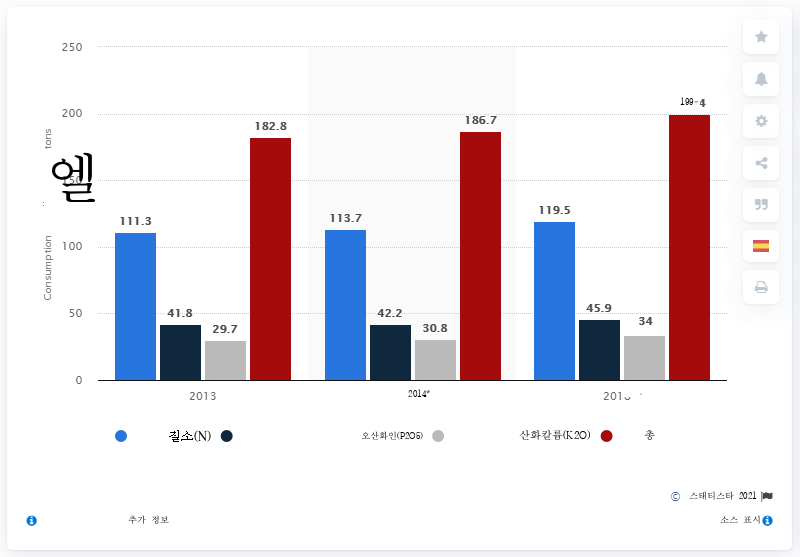 250
200
150
100
50
0
tons
엘
Consumption
111.3
41.8
29.7
182.8
113.7
42.2
30.8
186.7
119.5
45.9
34
2013
2014*
질소(N)
오산화인(P2O5)
산화칼륨(K2O)
총
© 스태티스타 2021
추가 정보
소스 표시